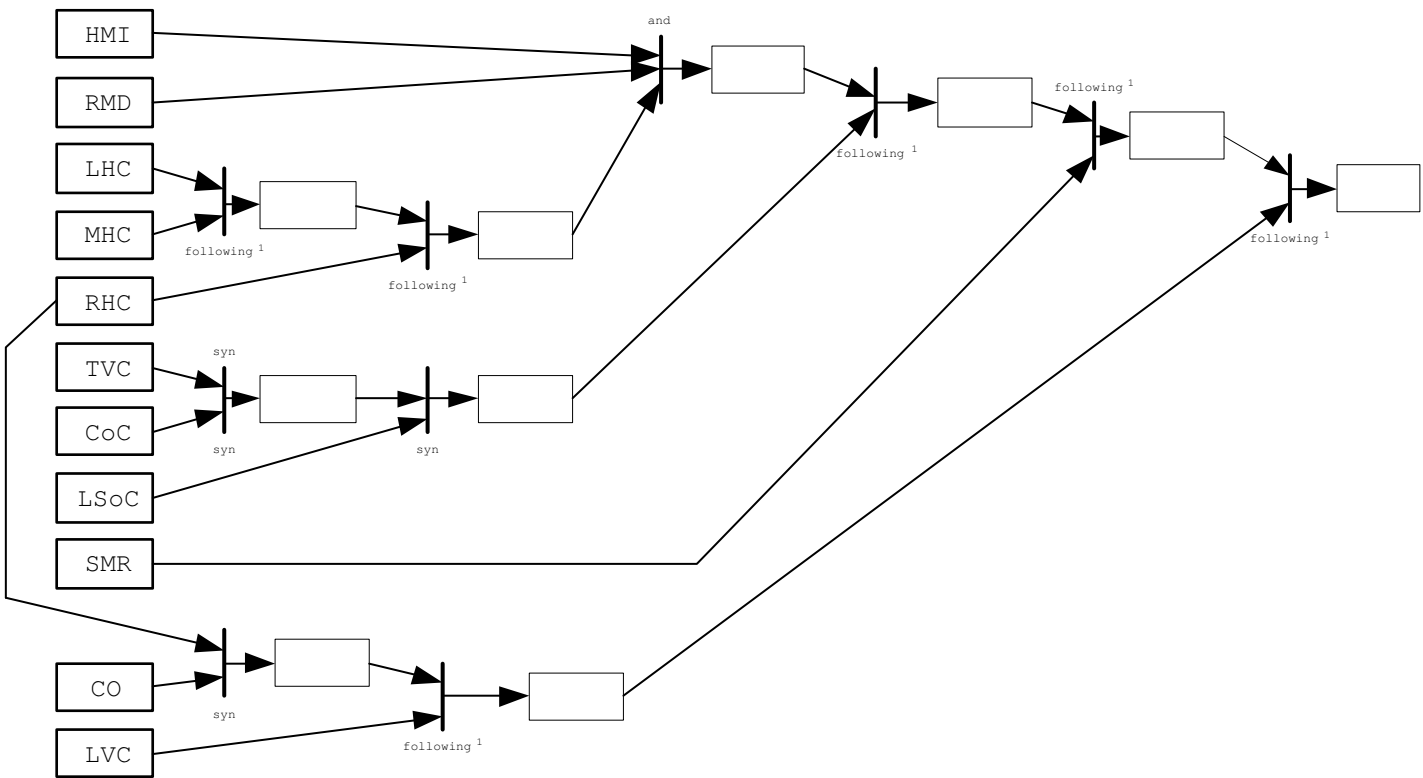 and
HMI
following 1
RMD
following 1
LHC
MHC
following 1
following 1
RHC
following 1
syn
TVC
CoC
syn
syn
LSoC
SMR
CO
syn
following 1
LVC